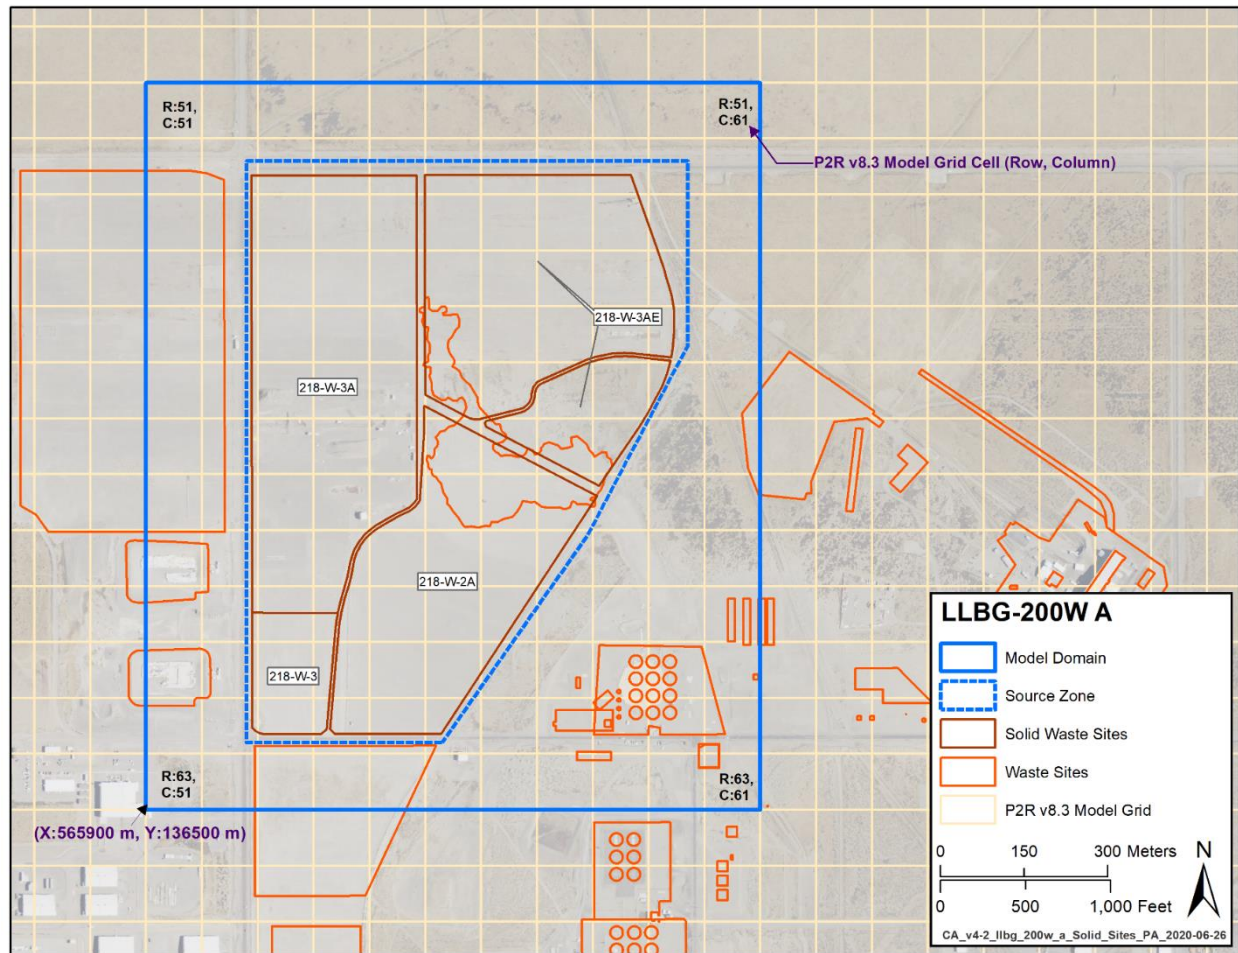 R:51,
C:51
R:51,
C:61
P2R v8.3 Model Grid Cell (Row, Column)
218-W-3AE
218-W-3A
218-W-2A
218-W-3
R:63,
C:51
R:63,
C:61
(X:565900 m, Y:136500 m)
LLBG-200W A
Model Domain
Source Zone
Solid Waste Sites
Waste Sites
P2R v8.3 Model Grid
0 150 300 Meters
N
0 500 1,000 Feet
CA_v4-2_llbg_200w_a_Solid_Sites_PA_2020-06-26